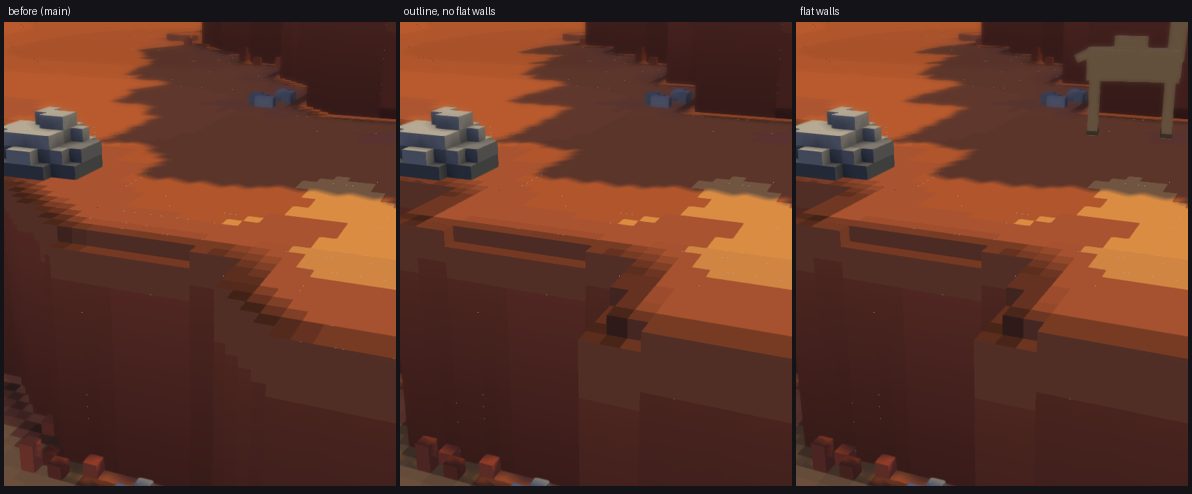 before (main)
outline, no flat walls
flat walls